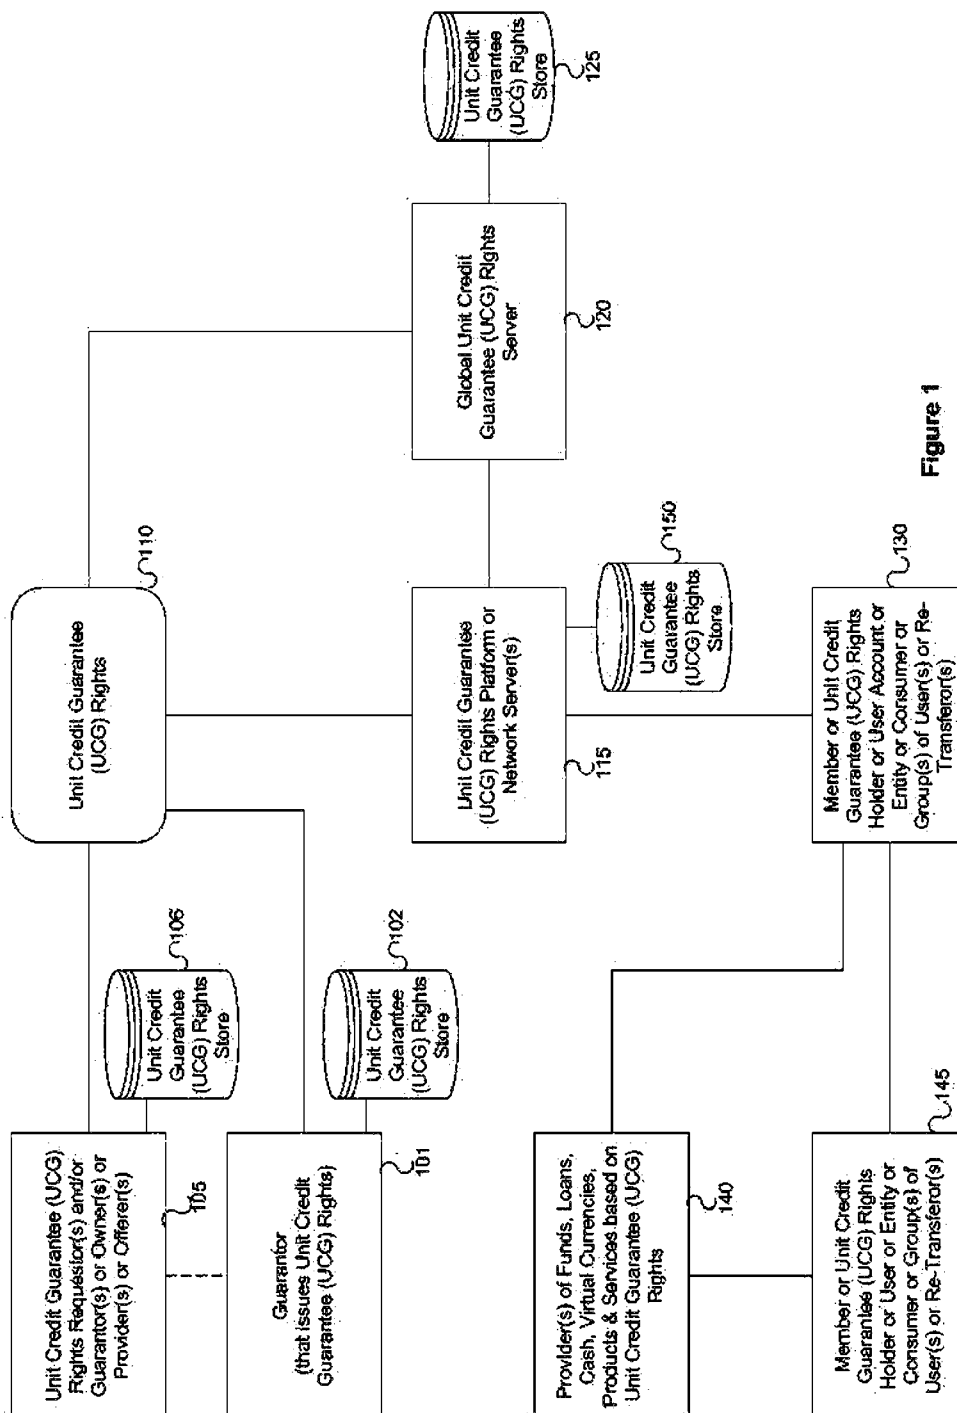 Unit Credit Guarantee (UCG)
Rights Requestor(s) and/or
Guarantor(s) or Owner(s) or
Provider(s) or Offerer(s)
105
Unit Credit
Guarantee
(UCG) Rights
Store
106
Unit Credit Guarantee
(UCG) Rights
110
Guarantor
(that issues Unit Credit
Guarantee (UCG) Rights)
101
Unit Credit
Guarantee
(UCG) Rights
Store
102
Unit Credit Guarantee
(UCG) Rights Platform or
Network Server(s)
115
Global Unit Credit
Guarantee (UCG) Rights
Server
120
Unit Credit
Guarantee
(UCG) Rights
Store
125
Unit Credit
Guarantee
(UCG) Rights
Store
150
Provider(s) of Funds, Loans,
Cash, Virtual Currencies,
Products & Services based on
Unit Credit Guarantee (UCG)
Rights
140
Member or Unit Credit
Guarantee (UCG) Rights
Holder or User or Entity or
Consumer or Group(s) of
User(s) or Re-Transferor(s)
145
Member or Unit Credit
Guarantee (UCG) Rights
Holder or User Account or
Entity or Consumer or
Group(s) of User(s) or Re-
Transferor(s)
130
Figure 1